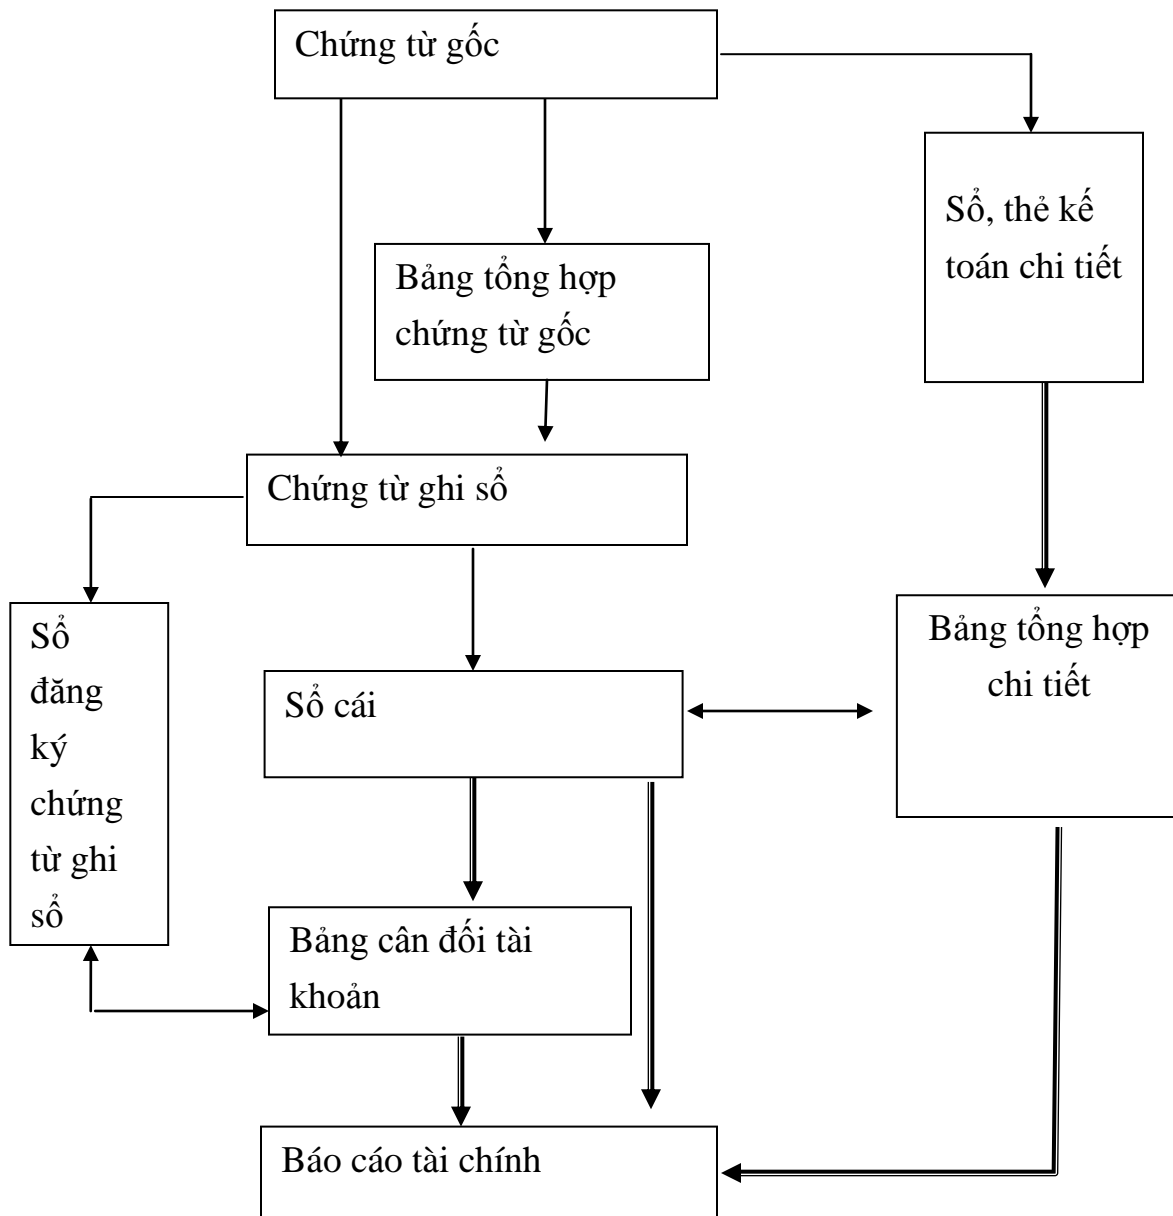 Chứng từ gốc
Sổ, thẻ kế
toán chi tiết
Bảng tổng hợp
chứng từ gốc
Chứng từ ghi sổ
Sổ
đăng
ký
chứng
từ ghi
sổ
Bảng tổng hợp
chi tiết
Sổ cái
Bảng cân đối tài
khoản
Báo cáo tài chính